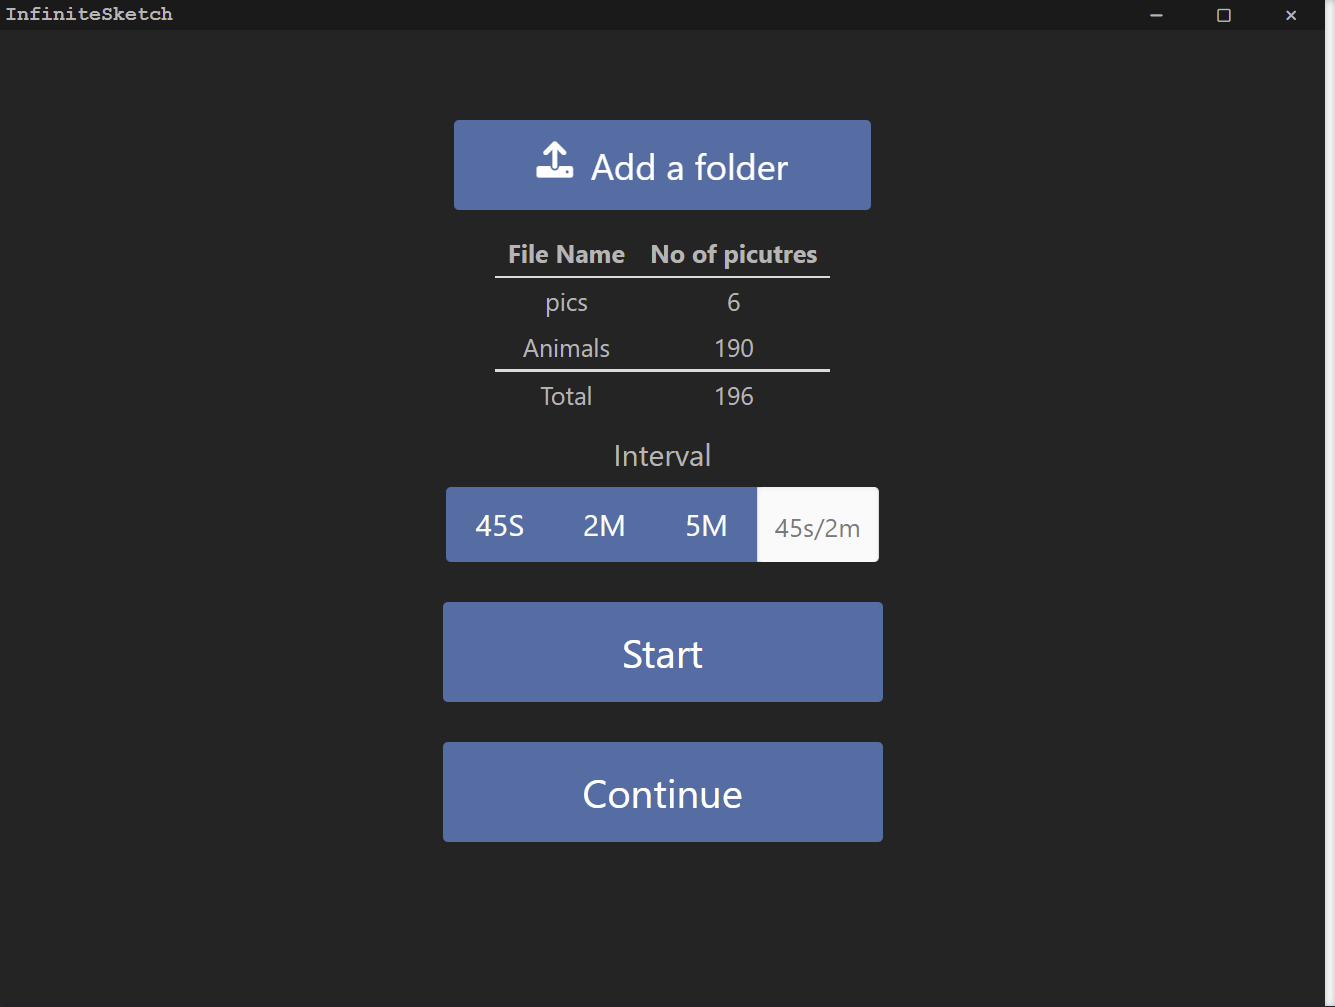 InfiniteSketch
Add a folder
File Name No of picutres
pics 6
Animals 190
Total 196
Interval
45S 2M 5M 45s/2m
Start
Continue